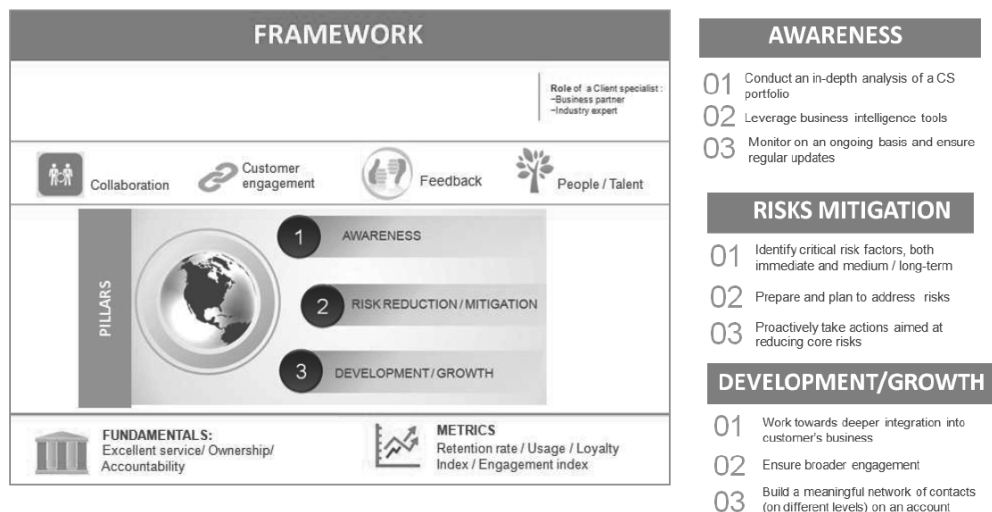 FRAMEWORK
Role of a Client specialist :
–Business partner
–Industry expert
Collaboration
Customer
engagement
Feedback
People / Talent
PILLARS
1 AWARENESS
2 RISK REDUCTION / MITIGATION
3 DEVELOPMENT / GROWTH
FUNDAMENTALS:
Excellent service/ Ownership/
Accountability
METRICS
Retention rate / Usage / Loyalty
Index / Engagement index
AWARENESS
01 Conduct an in-depth analysis of a CS
portfolio
02 Leverage business intelligence tools
03 Monitor on an ongoing basis and ensure
regular updates
RISKS MITIGATION
01 Identify critical risk factors, both
immediate and medium / long-term
02 Prepare and plan to address risks
03 Proactively take actions aimed at
reducing core risks
DEVELOPMENT/GROWTH
01 Work towards deeper integration into
customer's business
02 Ensure broader engagement
03 Build a meaningful network of contacts
(on different levels) on an account